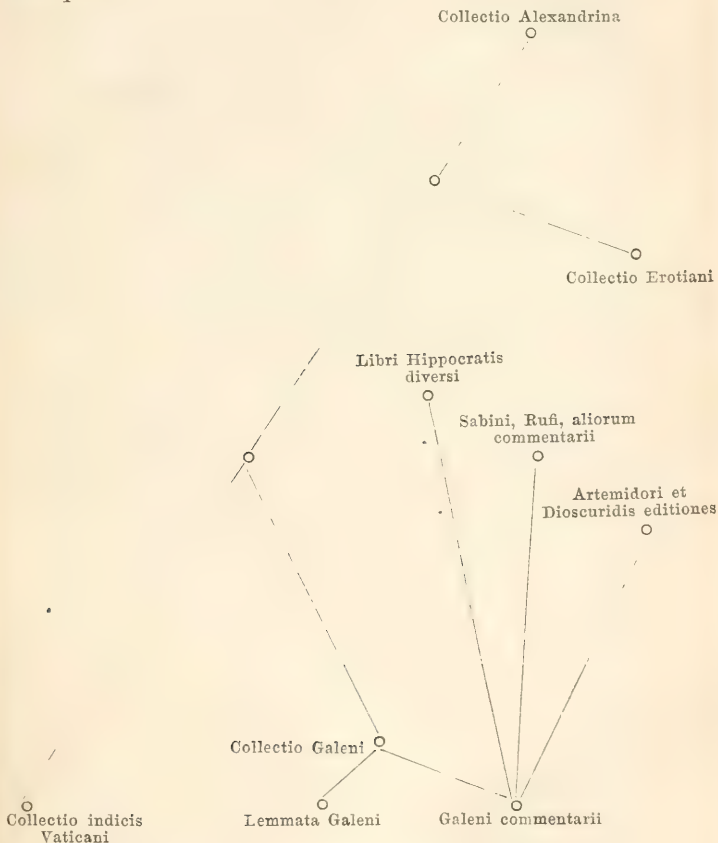 Collectio Alexandrina
Collectio Erotiani
Libri Hippocratis
diversi
Sabini, Rufi, aliorum
commentarii
Artemidori et
Dioscuridis editiones
Collectio Galeni
Collectio indicis
Vaticani
Lemmata Galeni
Galeni commentarii